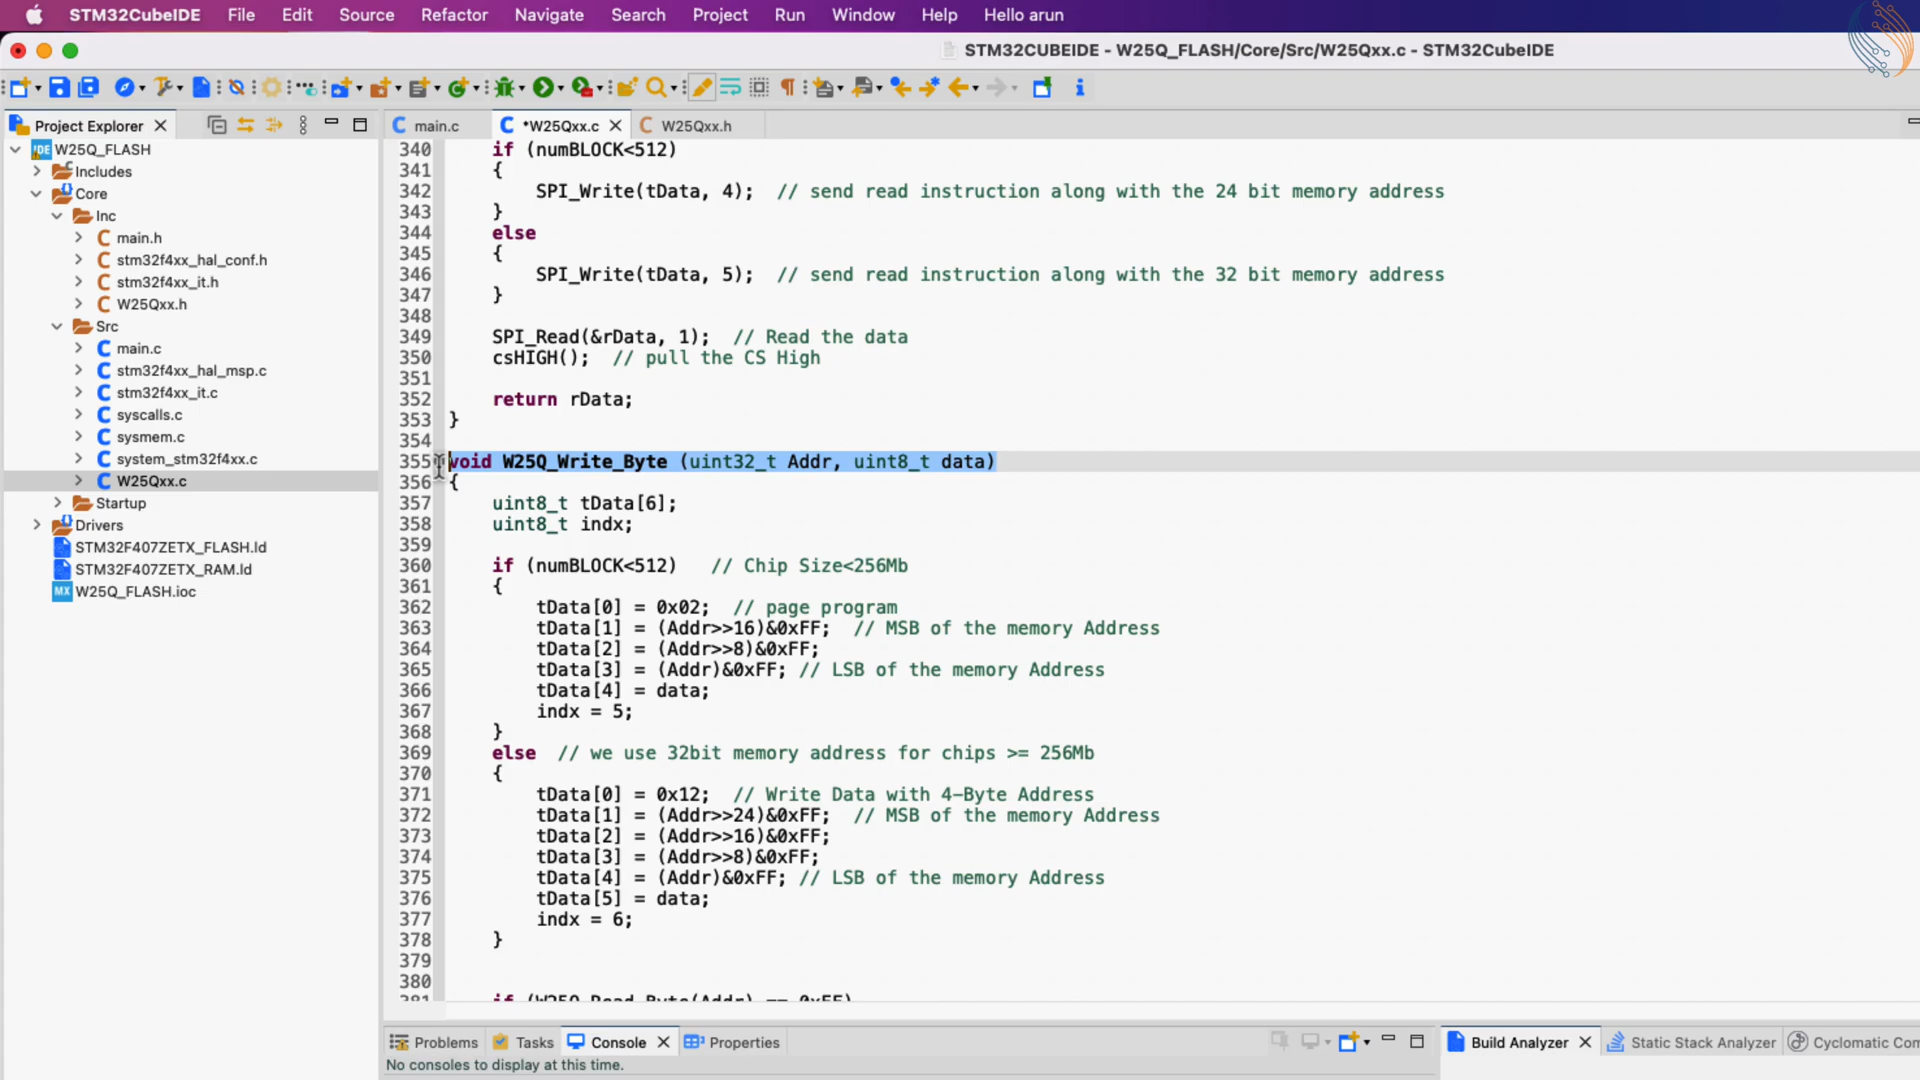 STM32CubeIDE File Edit Source Refactor Navigate Search Project Run Window Help Hello arun
STM32CUBEIDE - W25Q_FLASH/Core/Src/W25Qxx.c - STM32CubeIDE
Project Explorer
main.c *W25Qxx.c W25Qxx.h
IDE W25Q_FLASH
Includes
Core
Inc
main.h
stm32f4xx_hal_conf.h
stm32f4xx_it.h
W25Qxx.h
Src
main.c
stm32f4xx_hal_msp.c
stm32f4xx_it.c
syscalls.c
sysmem.c
system_stm32f4xx.c
W25Qxx.c
Startup
Drivers
STM32F407ZETX_FLASH.ld
STM32F407ZETX_RAM.ld
MX W25Q_FLASH.ioc
340 if (numBLOCK<512)
341 {
342 SPI_Write(tData, 4); // send read instruction along with the 24 bit memory address
343 }
344 else
345 {
346 SPI_Write(tData, 5); // send read instruction along with the 32 bit memory address
347 }
348
349 SPI_Read(&rData, 1); // Read the data
350 csHIGH(); // pull the CS High
351
352 return rData;
353 }
354
355 void W25Q_Write_Byte (uint32_t Addr, uint8_t data)
356 {
357 uint8_t tData[6];
358 uint8_t indx;
359
360 if (numBLOCK<512) // Chip Size<256Mb
361 {
362 tData[0] = 0x02; // page program
363 tData[1] = (Addr>>16)&0xFF; // MSB of the memory Address
364 tData[2] = (Addr>>8)&0xFF;
365 tData[3] = (Addr)&0xFF; // LSB of the memory Address
366 tData[4] = data;
367 indx = 5;
368 }
369 else // we use 32bit memory address for chips >= 256Mb
370 {
371 tData[0] = 0x12; // Write Data with 4-Byte Address
372 tData[1] = (Addr>>24)&0xFF; // MSB of the memory Address
373 tData[2] = (Addr>>16)&0xFF;
374 tData[3] = (Addr>>8)&0xFF;
375 tData[4] = (Addr)&0xFF; // LSB of the memory Address
376 tData[5] = data;
377 indx = 6;
378 }
379
380
381 if (W25Q_Read_Byte(Addr) == 0xFF)
Problems Tasks Console Properties
No consoles to display at this time.
Build Analyzer Static Stack Analyzer Cyclomatic Com